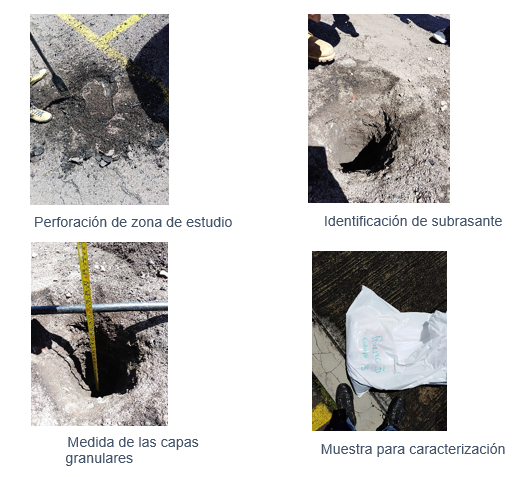 Perforación de zona de estudio
Identificación de subrasante
Medida de las capas
granulares
Muestra para caracterización